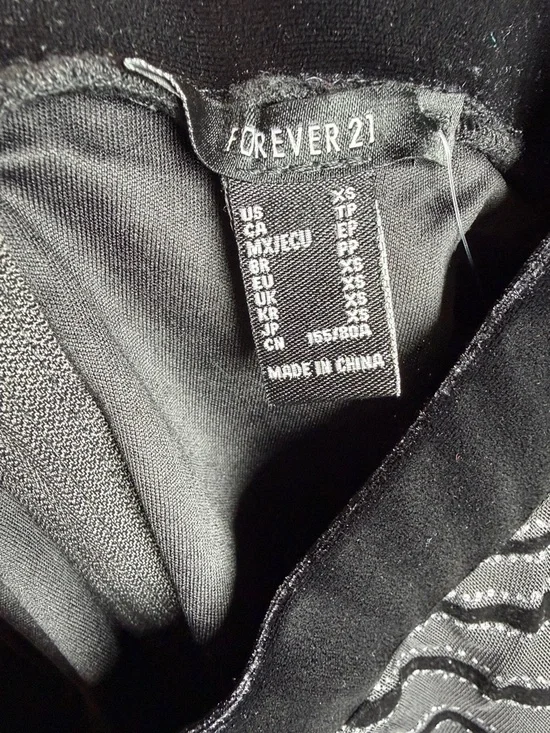 FOREVER 21
US XS
CA TP
MX/ECU EP
BR PP
EU XS
UK XS
KR XS
JP XS
CN 155/80A
MADE IN CHINA